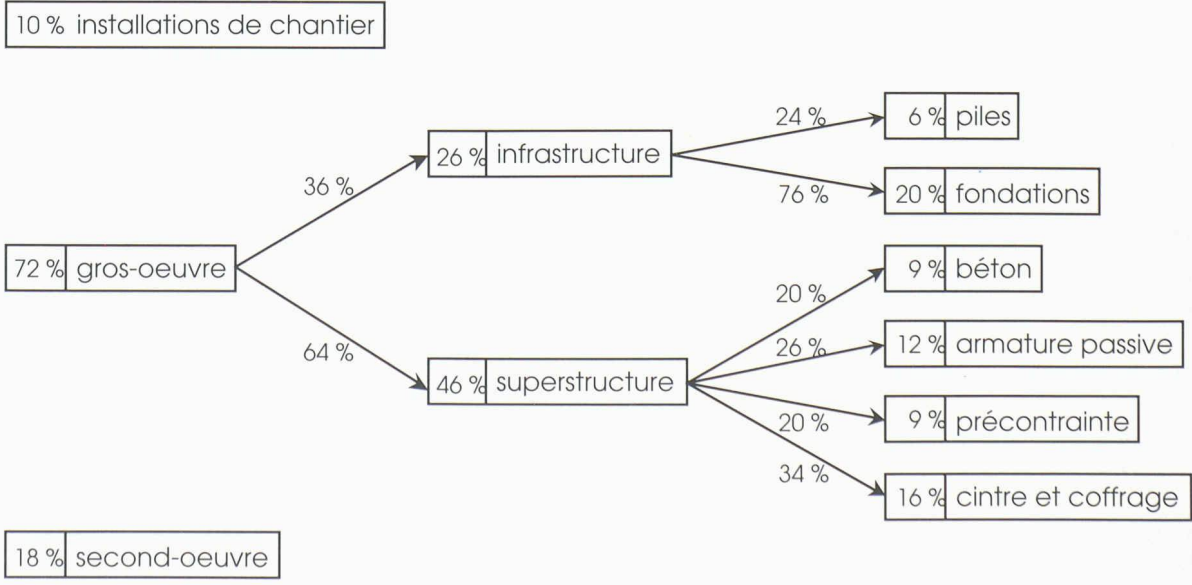 10 % installations de chantier
24 %
6 % piles
26 % infrastructure
36 %
76 %
20 % fondations
72 % gros-oeuvre
9 % béton
20 %
64 %
26 %
12 % armature passive
46 % superstructure
20 %
9 % précontrainte
34 %
16 % cintre et coffrage
18 % second-oeuvre